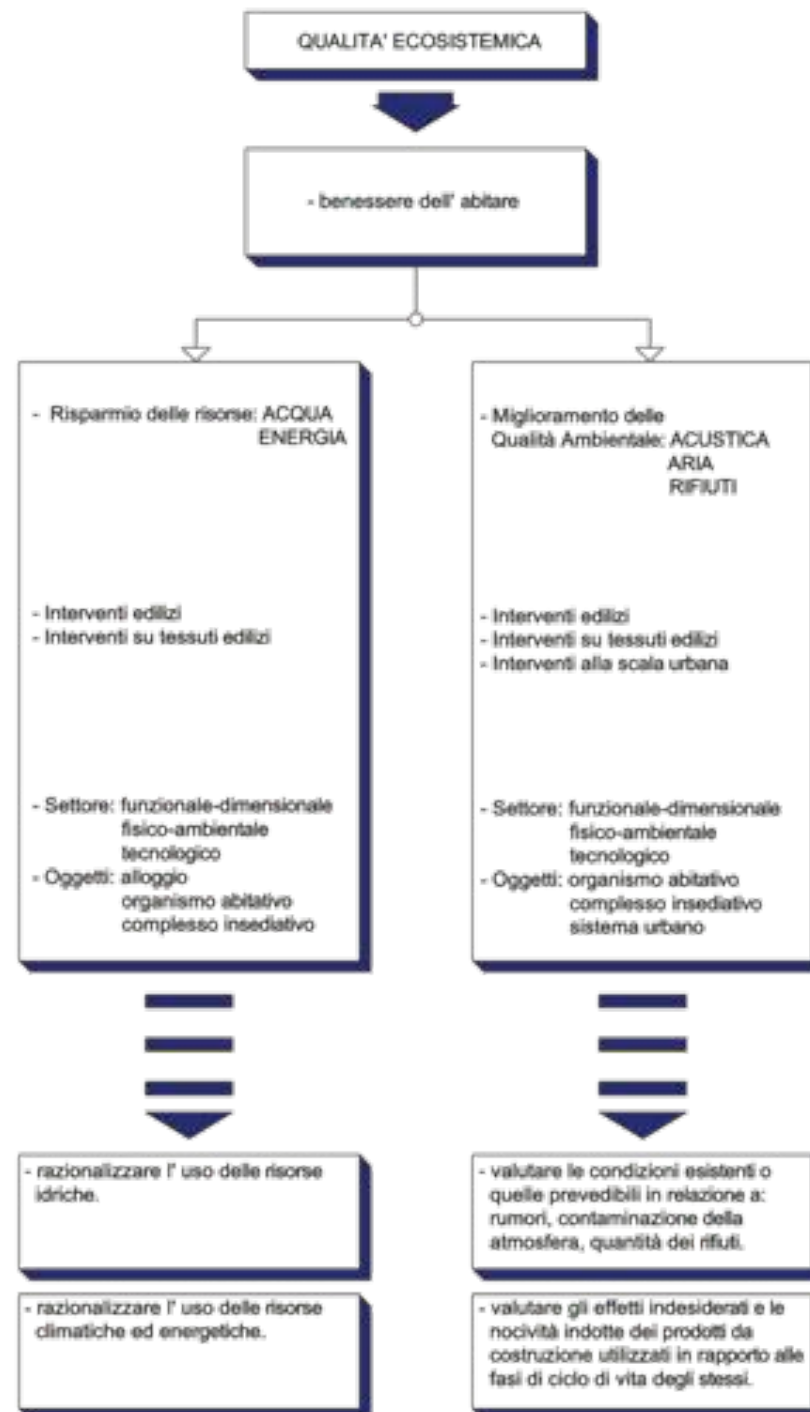 QUALITA' ECOSISTEMICA
- benessere dell' abitare
- Risparmio delle risorse: ACQUA
ENERGIA
- Interventi edilizi
- Interventi su tessuti edilizi
- Settore: funzionale-dimensionale
fisico-ambientale
tecnologico
- Oggetti: alloggio
organismo abitativo
complesso insediativo
- Miglioramento delle
Qualità Ambientale: ACUSTICA
ARIA
RIFIUTI
- Interventi edilizi
- Interventi su tessuti edilizi
- Interventi alla scala urbana
- Settore: funzionale-dimensionale
fisico-ambientale
tecnologico
- Oggetti: organismo abitativo
complesso insediativo
sistema urbano
- razionalizzare l' uso delle risorse
idriche.
- razionalizzare l' uso delle risorse
climatiche ed energetiche.
- valutare le condizioni esistenti o
quelle prevedibili in relazione a:
rumori, contaminazione della
atmosfera, quantità dei rifiuti.
- valutare gli effetti indesiderati e le
nocività indotte dei prodotti da
costruzione utilizzati in rapporto alle
fasi di ciclo di vita degli stessi.